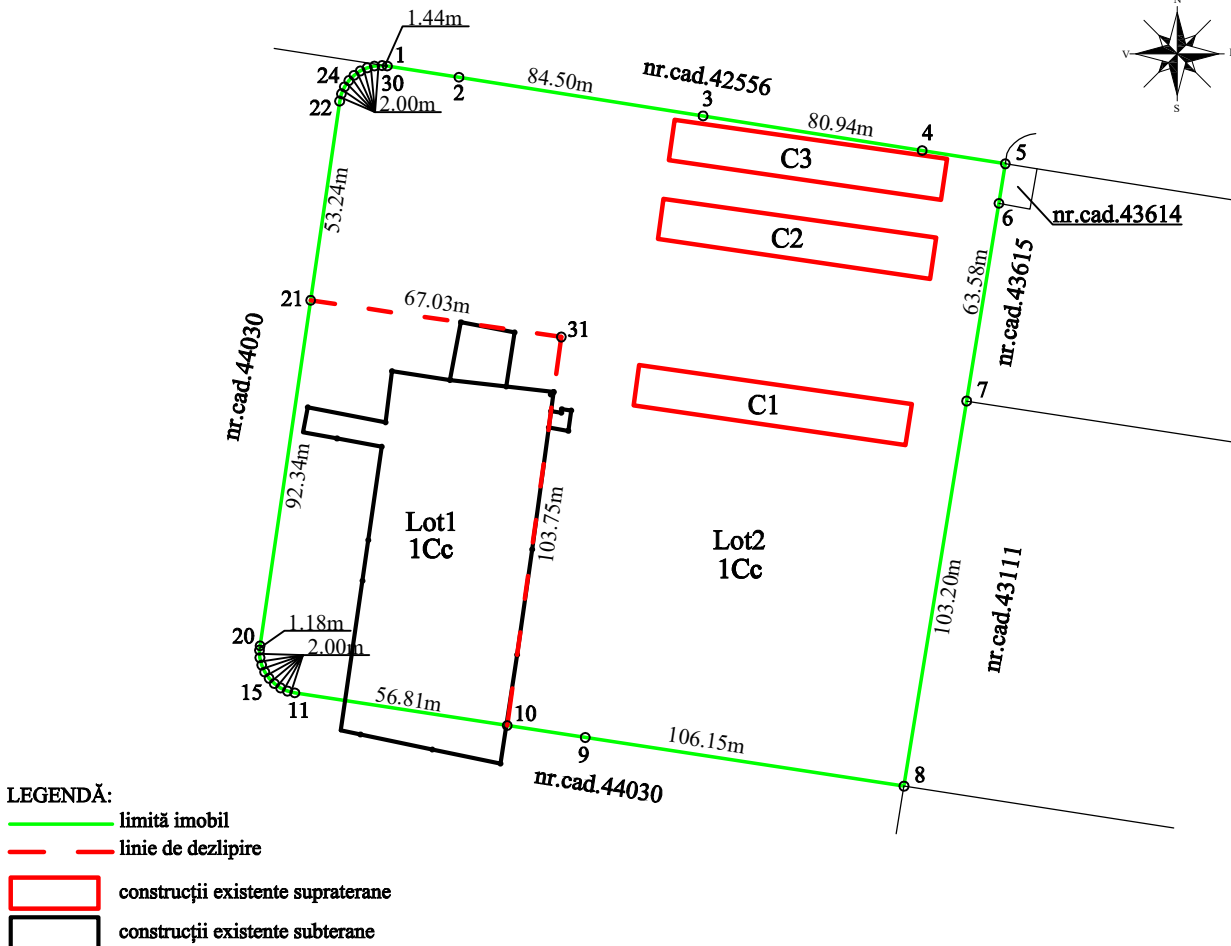 1.44m
N
V
S
1
2
84.50m
nr.cad.42556
3
80.94m
4
5
24
30
22
2.00m
C3
6
nr.cad.43614
C2
53.24m
63.58m
nr.cad.43615
21
67.03m
31
nr.cad.44030
C1
7
92.34m
Lot1
1Cc
103.75m
Lot2
1Cc
103.20m
nr.cad.43111
20
1.18m
2.00m
15
11
56.81m
10
9
106.15m
8
nr.cad.44030
LEGENDĂ:
limită imobil
linie de dezlipire
construcții existente supraterane
construcții existente subterane